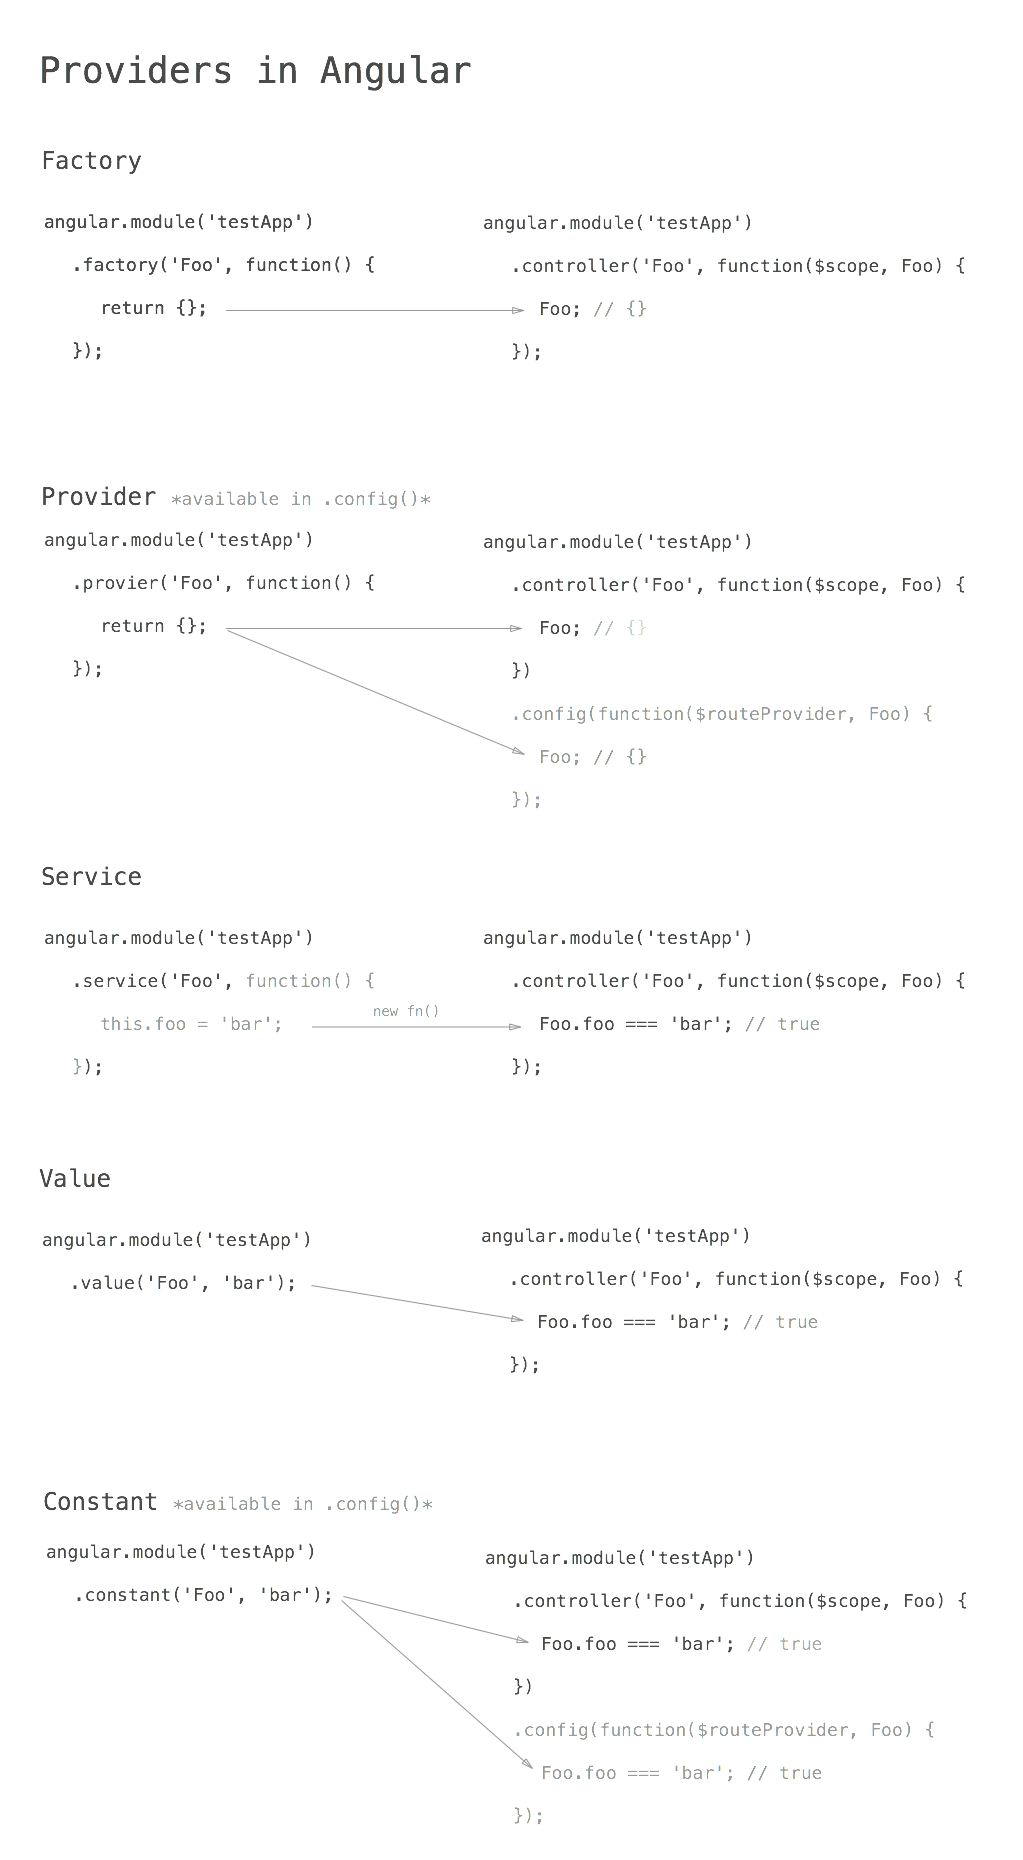 Providers in Angular
Factory
angular.module('testApp')
.factory('Foo', function() {
return {};
});
angular.module('testApp')
.controller('Foo', function($scope, Foo) {
Foo; // {}
});
Provider *available in .config()*
angular.module('testApp')
.provier('Foo', function() {
return {};
});
angular.module('testApp')
.controller('Foo', function($scope, Foo) {
Foo; // {}
})
.config(function($routeProvider, Foo) {
Foo; // {}
});
Service
angular.module('testApp')
.service('Foo', function() {
this.foo = 'bar';
});
new fn()
angular.module('testApp')
.controller('Foo', function($scope, Foo) {
Foo.foo === 'bar'; // true
});
Value
angular.module('testApp')
.value('Foo', 'bar');
angular.module('testApp')
.controller('Foo', function($scope, Foo) {
Foo.foo === 'bar'; // true
});
Constant *available in .config()*
angular.module('testApp')
.constant('Foo', 'bar');
angular.module('testApp')
.controller('Foo', function($scope, Foo) {
Foo.foo === 'bar'; // true
})
.config(function($routeProvider, Foo) {
Foo.foo === 'bar'; // true
});